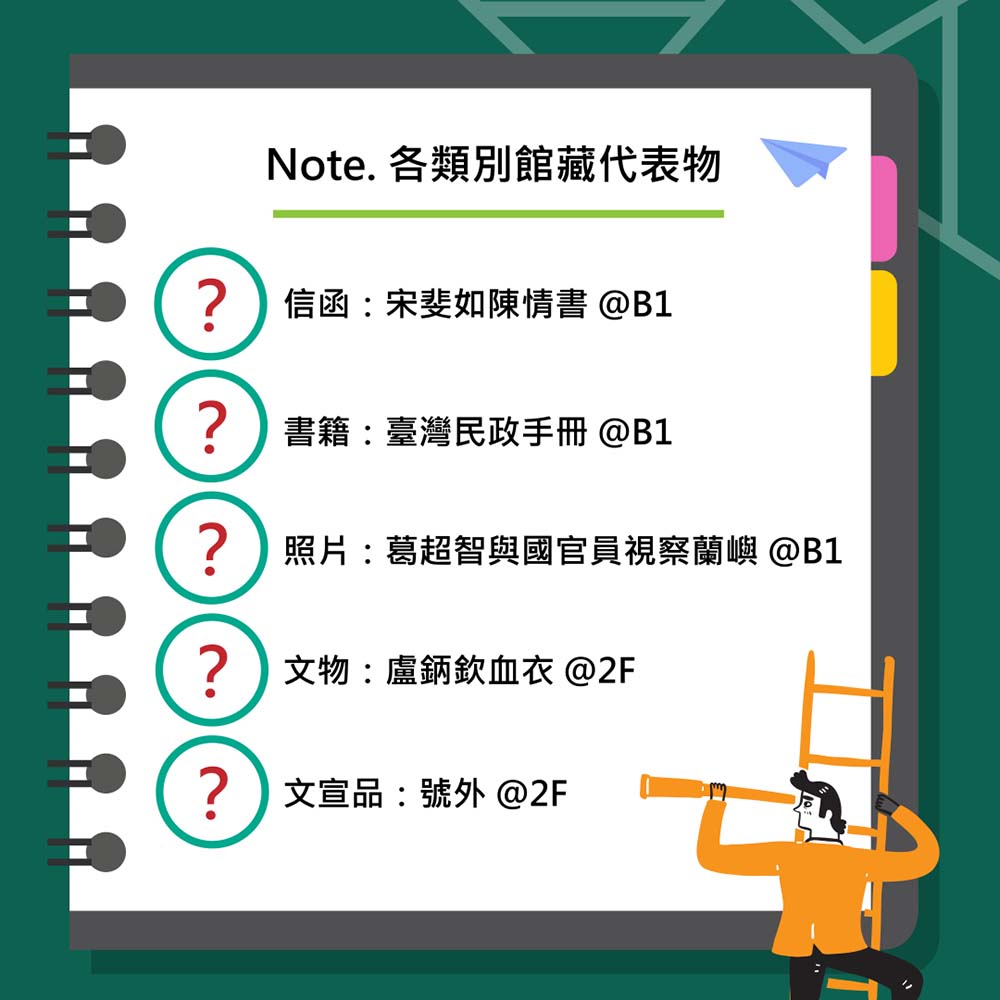 Note. 各類別館藏代表物
? 信函：宋斐如陳情書 @B1
? 書籍：臺灣民政手冊 @B1
? 照片：葛超智與國官員視察蘭嶼 @B1
? 文物：盧鈵欽血衣 @2F
? 文宣品：號外 @2F